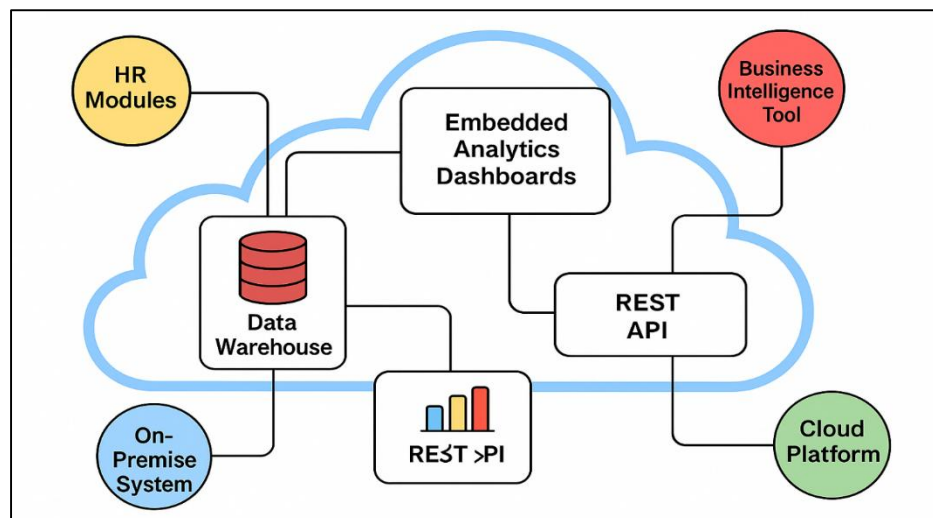 HR
Modules
Business
Intelligence
Tool
Embedded
Analytics
Dashboards
Data
Warehouse
REST
API
On-
Premise
System
Cloud
Platform